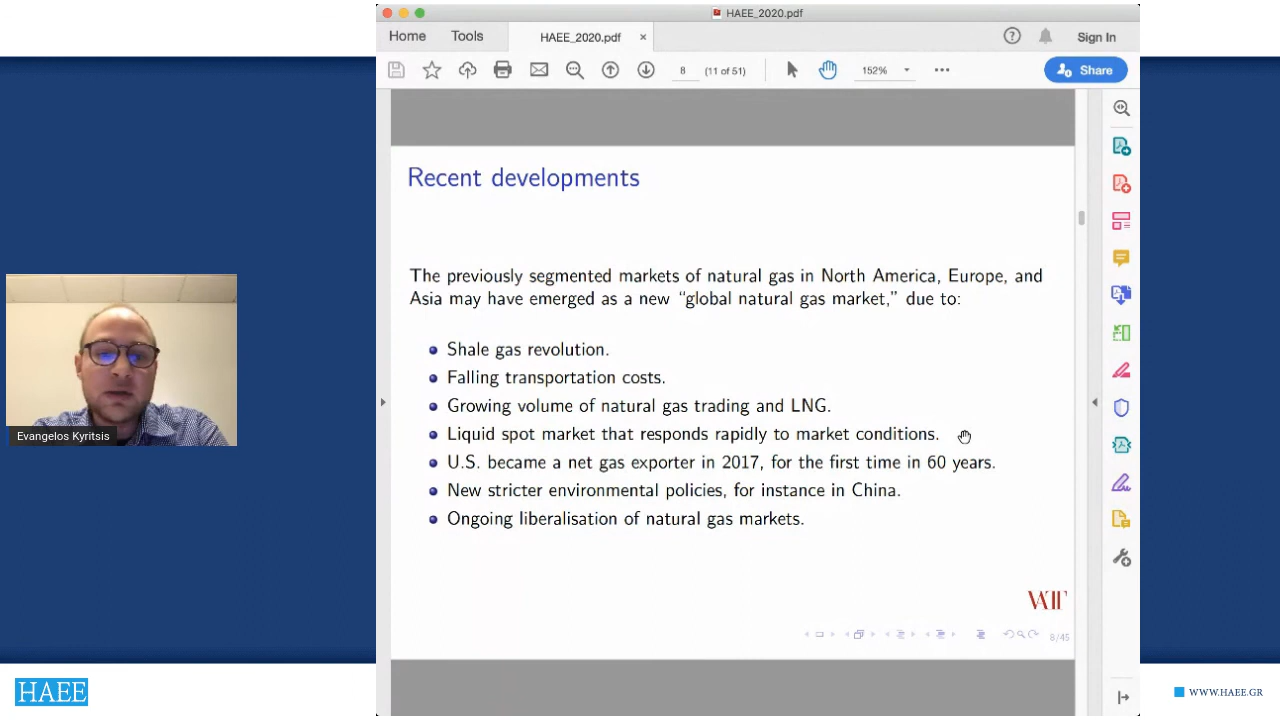 HAEE_2020.pdf
Home
Tools
HAEE_2020.pdf
Sign In
8
(11 of 51)
152%
Share
Recent developments
The previously segmented markets of natural gas in North America, Europe, and
Asia may have emerged as a new “global natural gas market,” due to:
Shale gas revolution.
Falling transportation costs.
Growing volume of natural gas trading and LNG.
Liquid spot market that responds rapidly to market conditions.
U.S. became a net gas exporter in 2017, for the first time in 60 years.
New stricter environmental policies, for instance in China.
Ongoing liberalisation of natural gas markets.
8/45
Evangelos Kyritsis
HAEE
WWW.HAEE.GR